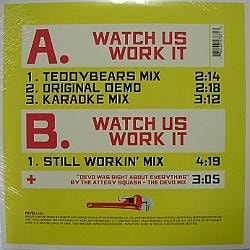 A. WATCH US
WORK IT
1. TEDDYBEARS MIX 2:14
2. ORIGINAL DEMO 2:18
3. KARAOKE MIX 3:12
B. WATCH US
WORK IT
1. STILL WORKIN' MIX 4:19
+ "DEVO WAS RIGHT ABOUT EVERYTHING" 3:05
BY THE ATTERY SQUASH - THE DEVO MIX